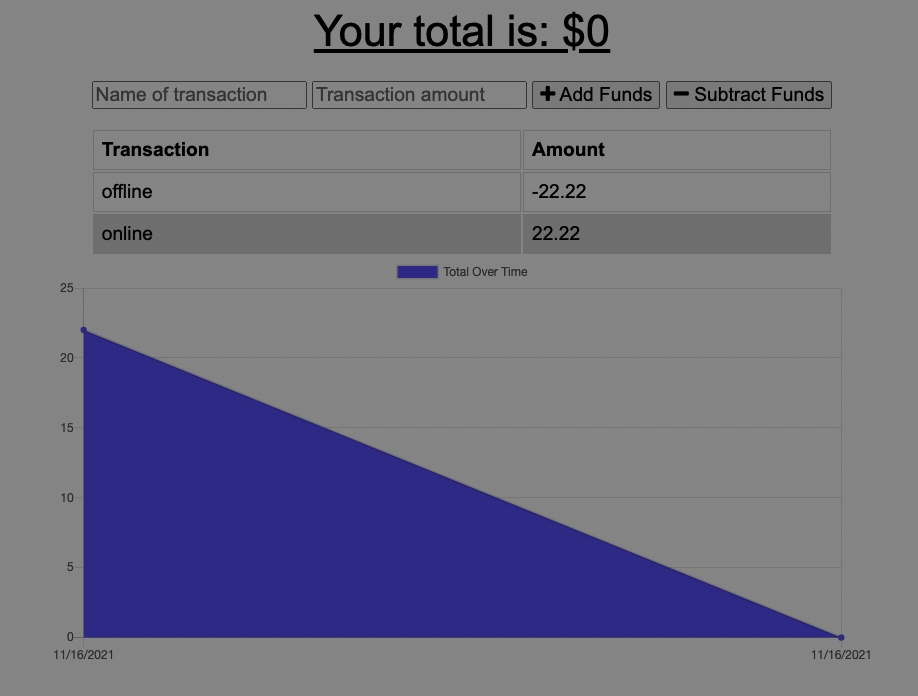 Your total is: $0
Name of transaction Transaction amount + Add Funds − Subtract Funds
Transaction Amount
offline -22.22
online 22.22
Total Over Time
25
20
15
10
5
0
11/16/2021 11/16/2021